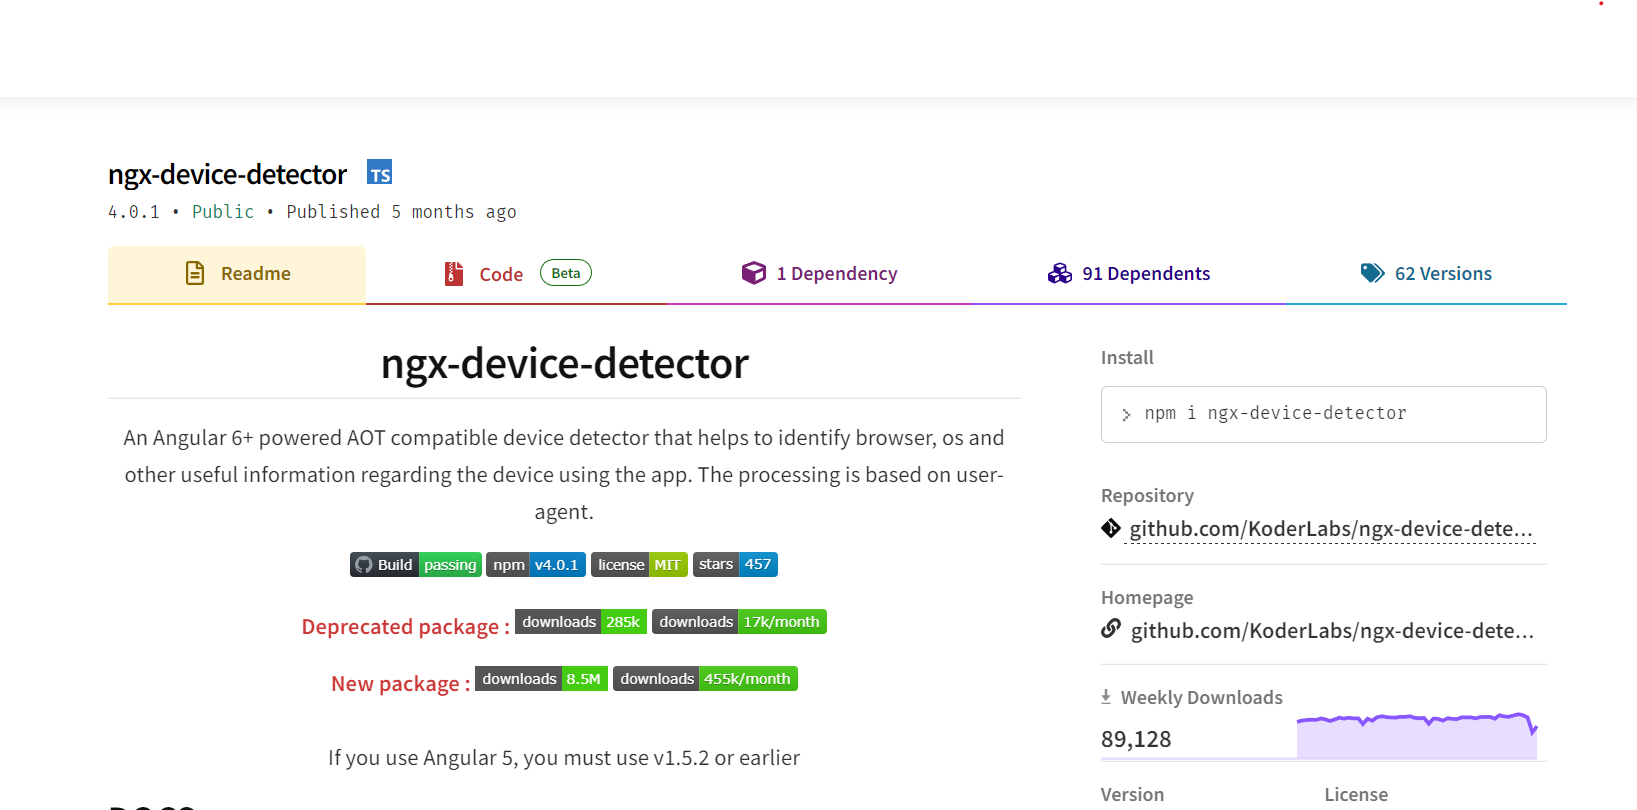 ngx-device-detector TS
4.0.1 • Public • Published 5 months ago
Readme
Code Beta
1 Dependency
91 Dependents
62 Versions
ngx-device-detector
An Angular 6+ powered AOT compatible device detector that helps to identify browser, os and
other useful information regarding the device using the app. The processing is based on user-
agent.
Build passing npm v4.0.1 license MIT stars 457
Deprecated package : downloads 285k downloads 17k/month
New package : downloads 8.5M downloads 455k/month
If you use Angular 5, you must use v1.5.2 or earlier
Install
> npm i ngx-device-detector
Repository
github.com/KoderLabs/ngx-device-dete...
Homepage
github.com/KoderLabs/ngx-device-dete...
Weekly Downloads
89,128
Version
License